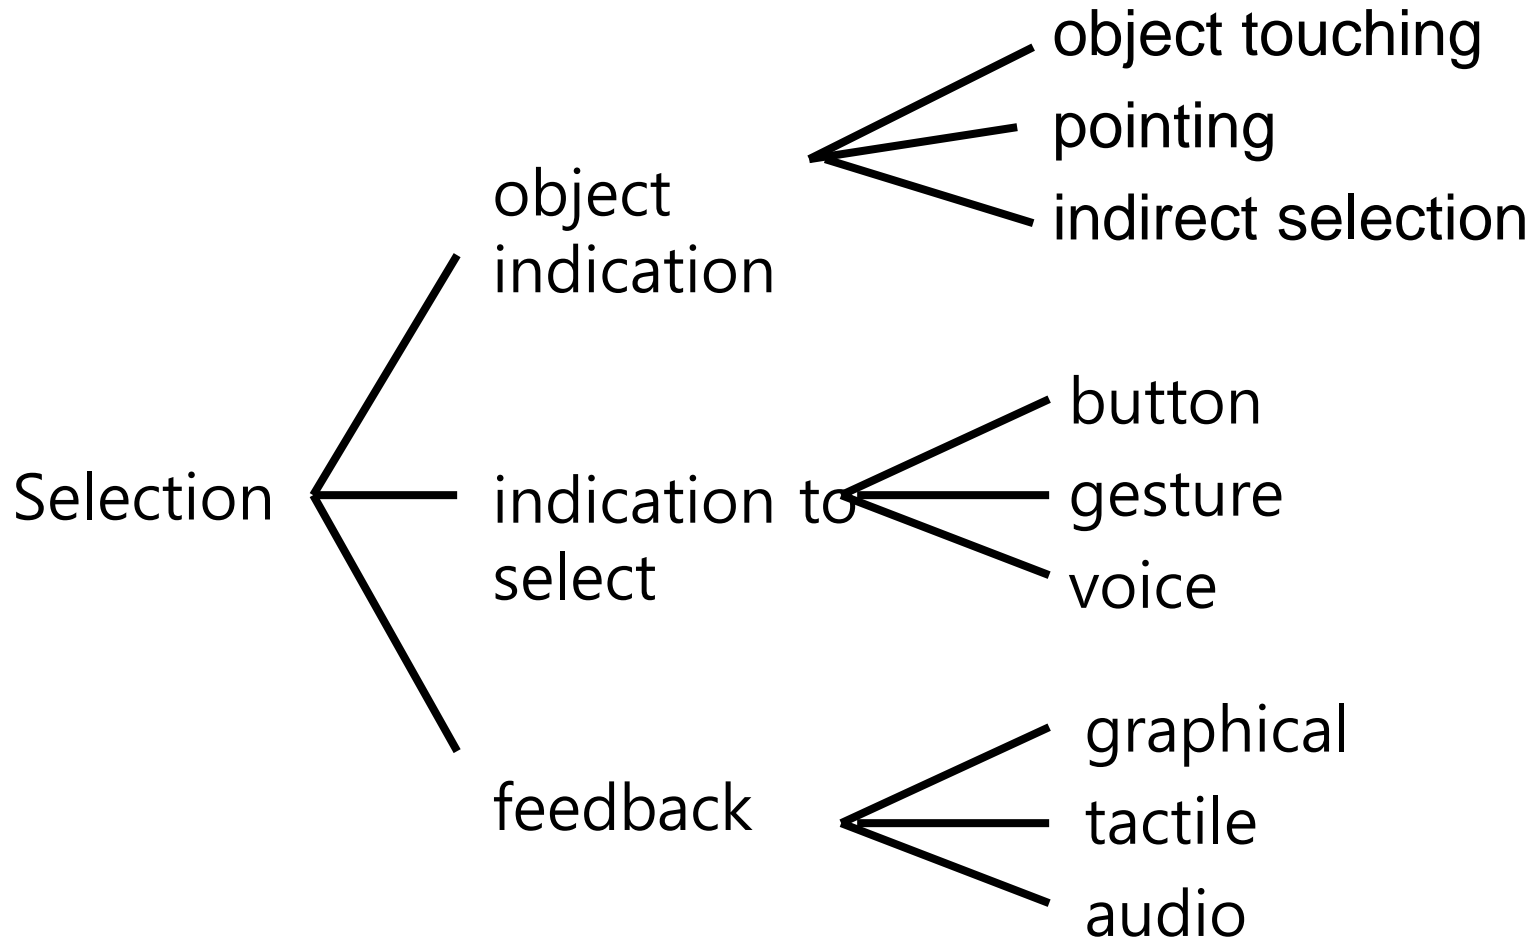 Selection
object
indication
object touching
pointing
indirect selection
indication to
select
button
gesture
voice
feedback
graphical
tactile
audio